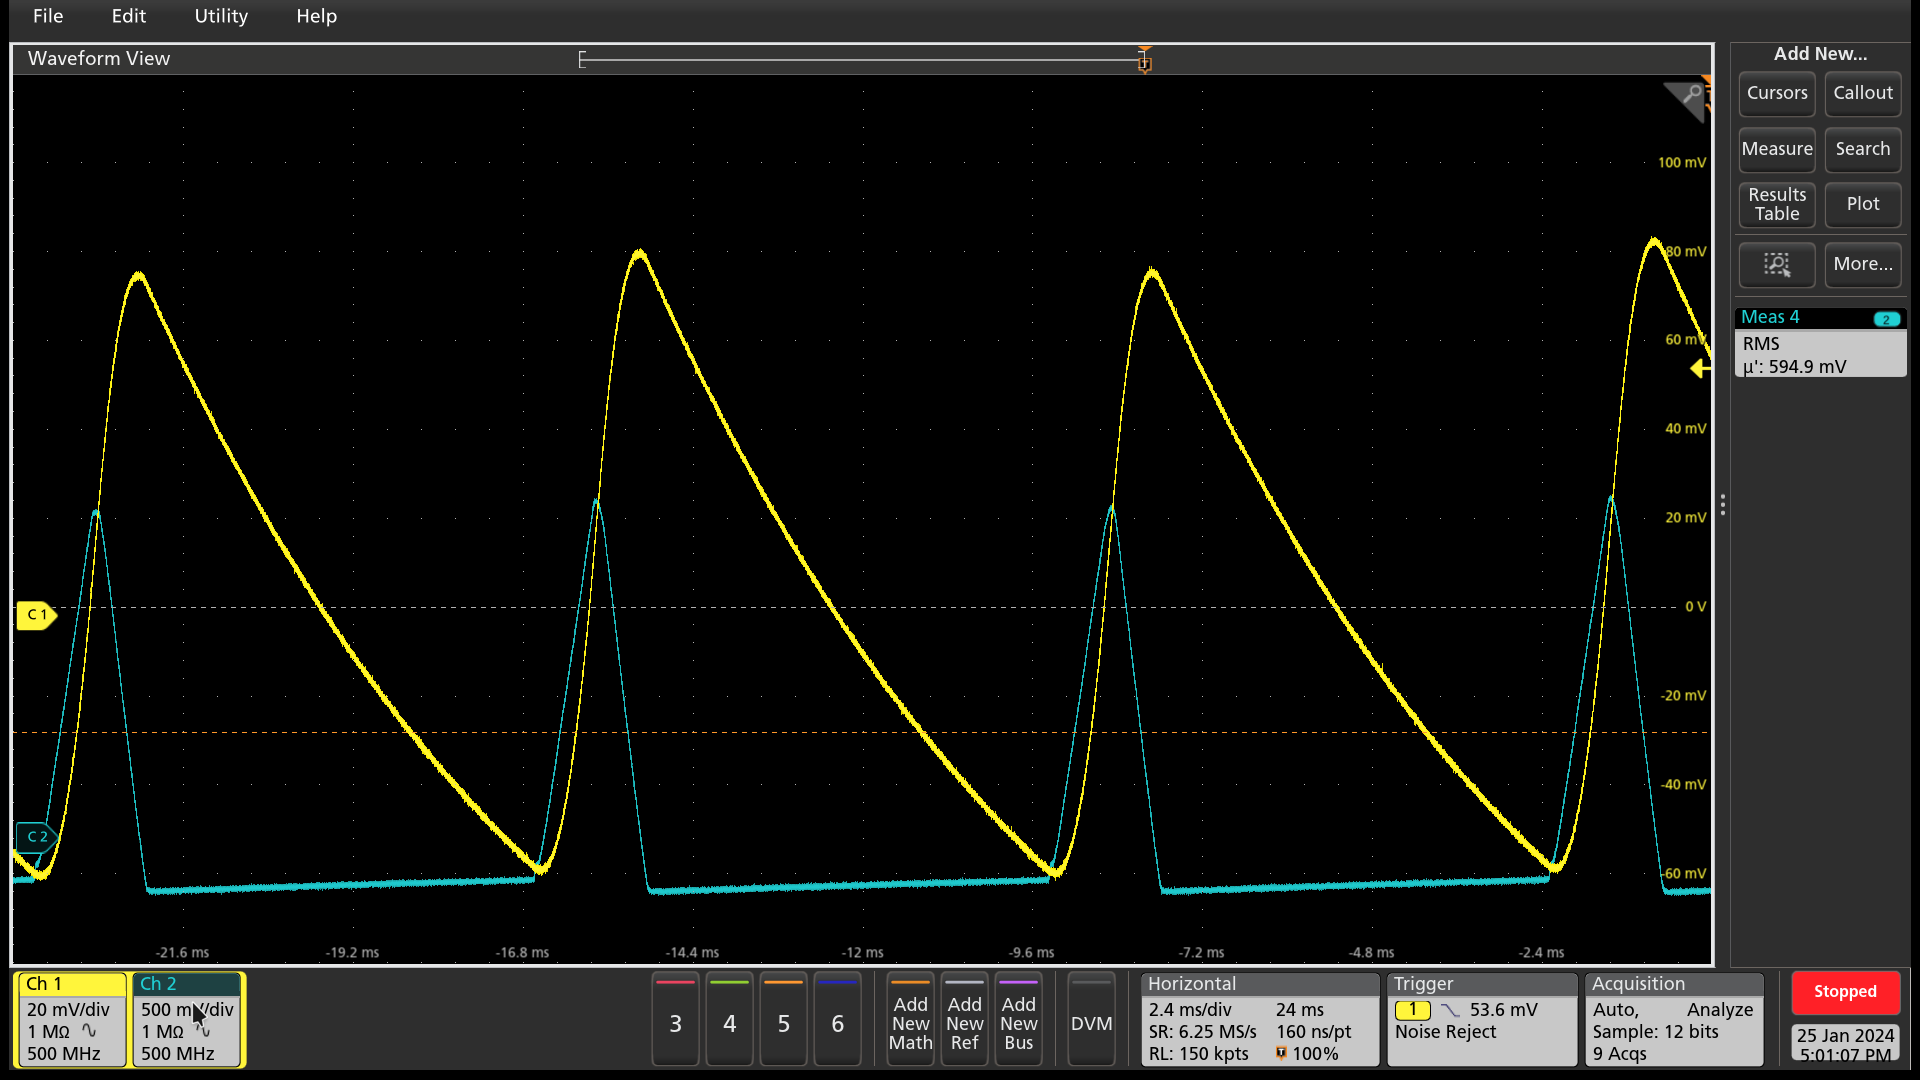 File Edit Utility Help
Waveform View
Add New...
Cursors Callout
Measure Search
Results Table Plot
More...
Meas 4 2
RMS
µ': 594.9 mV
100 mV
80 mV
60 mV
40 mV
20 mV
C 1
0 V
-20 mV
-40 mV
C 2
-60 mV
-21.6 ms -19.2 ms -16.8 ms -14.4 ms -12 ms -9.6 ms -7.2 ms -4.8 ms -2.4 ms
Ch 1
20 mV/div
1 MΩ
500 MHz
Ch 2
500 mV/div
1 MΩ
500 MHz
3 4 5 6
Add New Math
Add New Ref
Add New Bus
DVM
Horizontal
2.4 ms/div 24 ms
SR: 6.25 MS/s 160 ns/pt
RL: 150 kpts T 100%
Trigger
1 53.6 mV
Noise Reject
Acquisition
Auto, Analyze
Sample: 12 bits
9 Acqs
Stopped
25 Jan 2024
5:01:07 PM